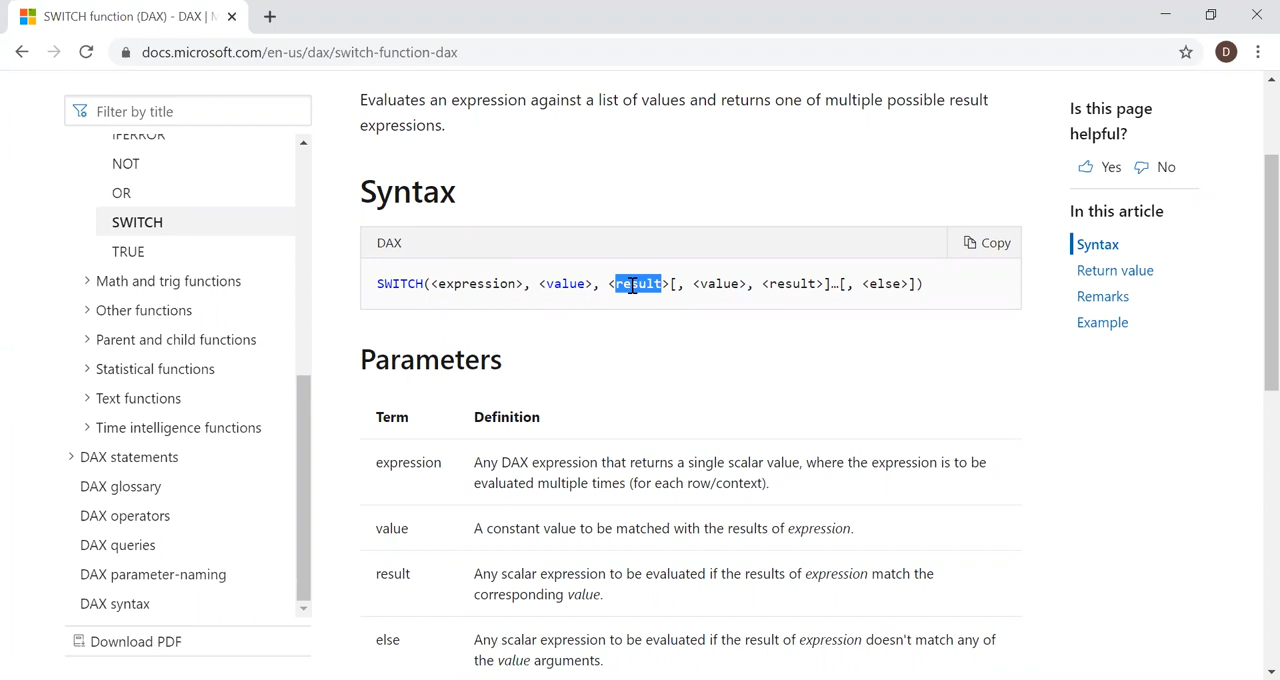 SWITCH function (DAX) - DAX | M
docs.microsoft.com/en-us/dax/switch-function-dax
D
Filter by title
IFERROR
NOT
OR
SWITCH
TRUE
Math and trig functions
Other functions
Parent and child functions
Statistical functions
Text functions
Time intelligence functions
DAX statements
DAX glossary
DAX operators
DAX queries
DAX parameter-naming
DAX syntax
Download PDF
Evaluates an expression against a list of values and returns one of multiple possible result
expressions.
Syntax
DAX
Copy
SWITCH(<expression>, <value>, <result>[, <value>, <result>]…[, <else>])
Parameters
Term Definition
expression Any DAX expression that returns a single scalar value, where the expression is to be
evaluated multiple times (for each row/context).
value A constant value to be matched with the results of expression.
result Any scalar expression to be evaluated if the results of expression match the
corresponding value.
else Any scalar expression to be evaluated if the result of expression doesn't match any of
the value arguments.
Is this page
helpful?
Yes No
In this article
Syntax
Return value
Remarks
Example